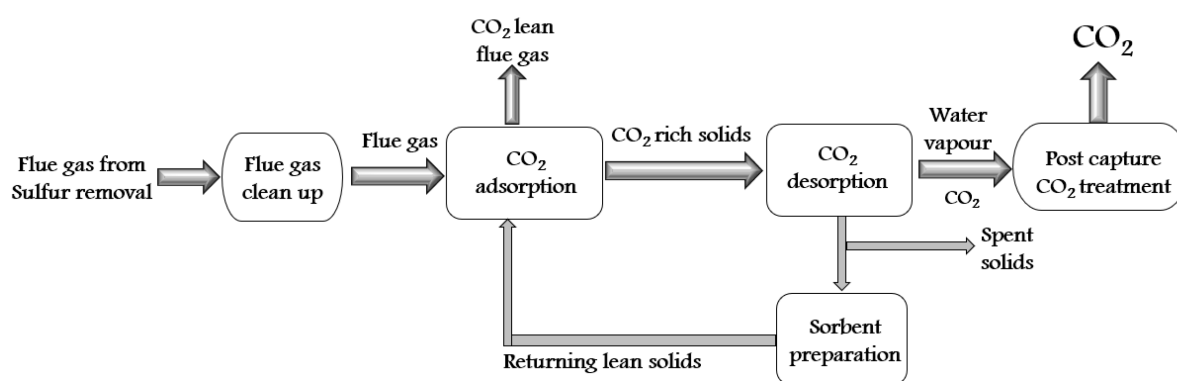 CO₂ lean
flue gas
CO₂
Flue gas from
Sulfur removal
Flue gas
clean up
Flue gas
CO₂
adsorption
CO₂ rich solids
CO₂
desorption
Water
vapour
CO₂
Post capture
CO₂ treatment
Spent
solids
Sorbent
preparation
Returning lean solids